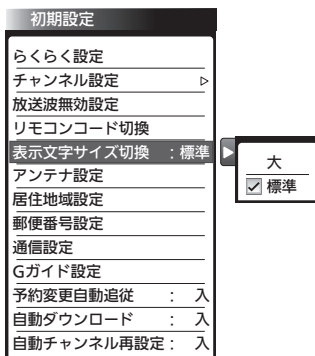 初期設定
らくらく設定
チャンネル設定
放送波無効設定
リモコンコード切換
表示文字サイズ切換 : 標準
アンテナ設定
居住地域設定
郵便番号設定
通信設定
Gガイド設定
予約変更自動追従 : 入
自動ダウンロード : 入
自動チャンネル再設定 : 入
大
標準